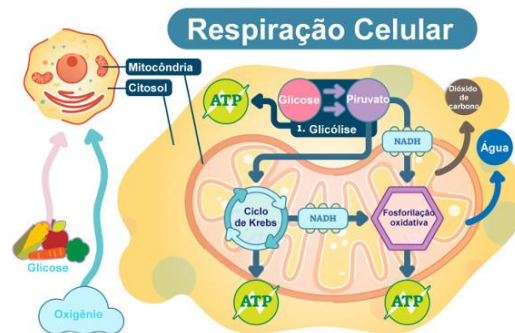 Respiração Celular
Mitocôndria
Citosol
ATP
Glicose
Piruvato
1. Glicólise
Dióxido
de
carbono
NADH
Água
Ciclo
de Krebs
NADH
Fosforilação
oxidativa
Glicose
ATP
ATP
Oxigênio